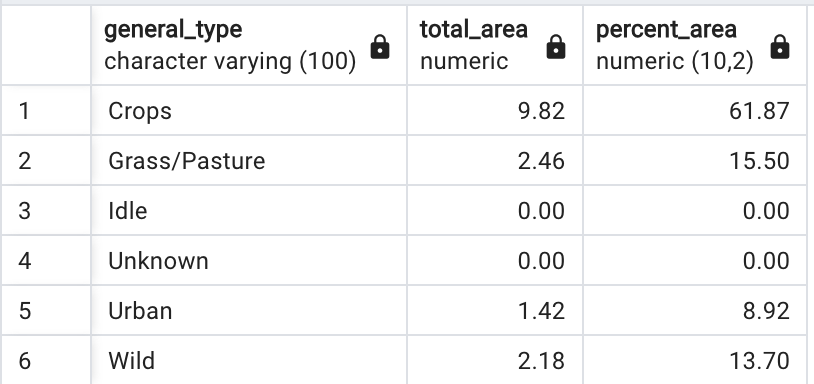 general_type total_area percent_area
character varying (100) numeric numeric (10,2)
1 Crops 9.82 61.87
2 Grass/Pasture 2.46 15.50
3 Idle 0.00 0.00
4 Unknown 0.00 0.00
5 Urban 1.42 8.92
6 Wild 2.18 13.70